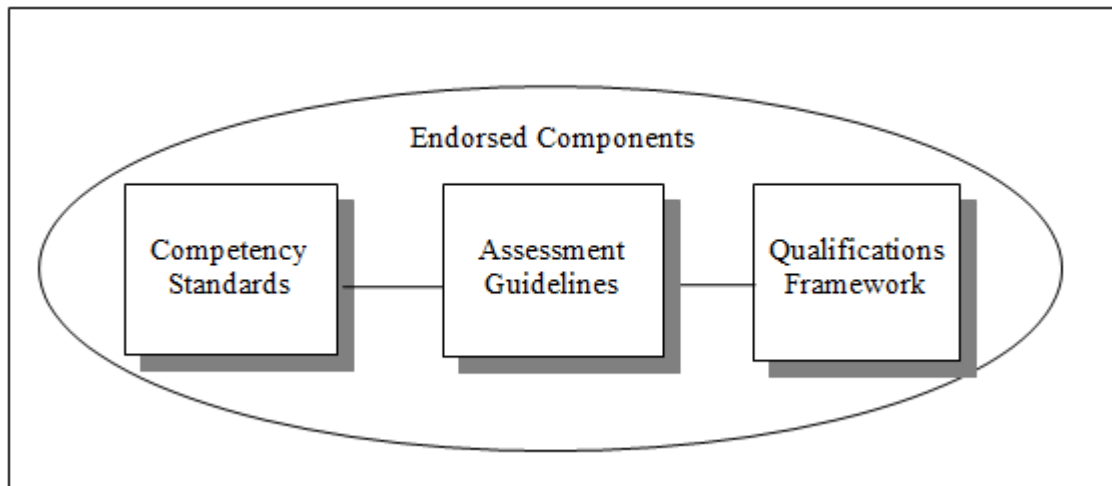 Endorsed Components
Competency
Standards
Assessment
Guidelines
Qualifications
Framework